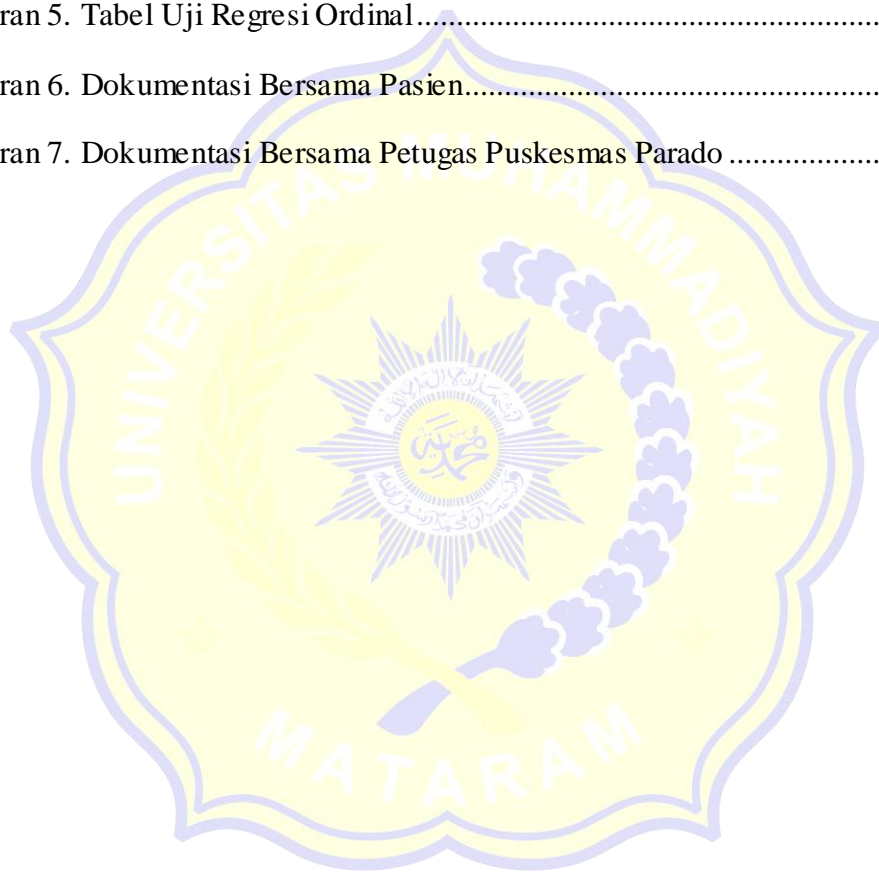 ran 5. Tabel Uji Regresi Ordinal..........................................................
ran 6. Dokumentasi Bersama Pasien....................................................
ran 7. Dokumentasi Bersama Petugas Puskesmas Parado ...................
UNIVERSITAS MUHAMMADIYAH
MATARAM